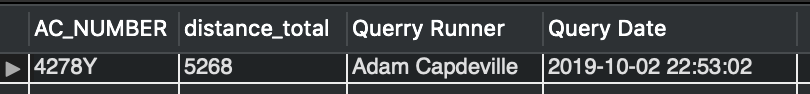 AC_NUMBER distance_total Querry Runner Query Date
4278Y 5268 Adam Capdeville 2019-10-02 22:53:02